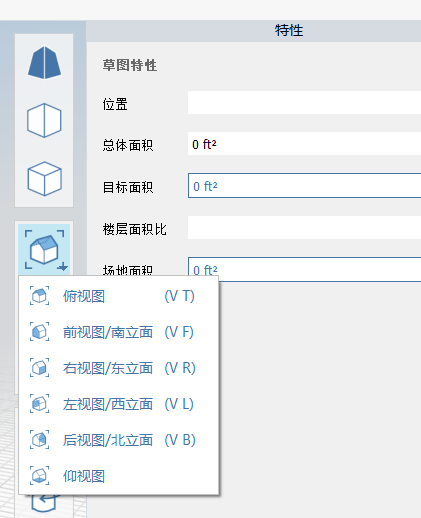 特性
草图特性
位置
总体面积 0 ft²
目标面积 0 ft²
楼层面积比
场地面积 0 ft²
俯视图 (V T)
前视图/南立面 (V F)
右视图/东立面 (V R)
左视图/西立面 (V L)
后视图/北立面 (V B)
仰视图